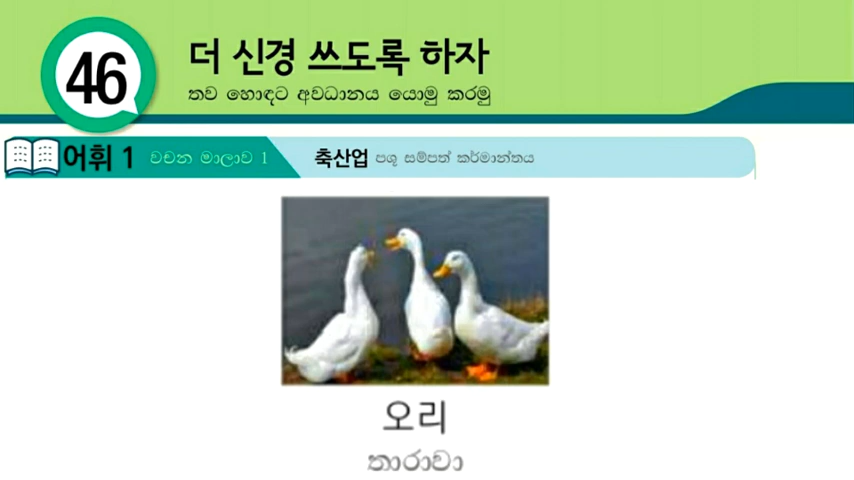 46
더 신경 쓰도록 하자
තව හොඳට අවධානය යොමු කරමු
어휘 1 වචන මාලාව 1 축산업 පශු සම්පත් කර්මාන්තය
오리
තාරාවා